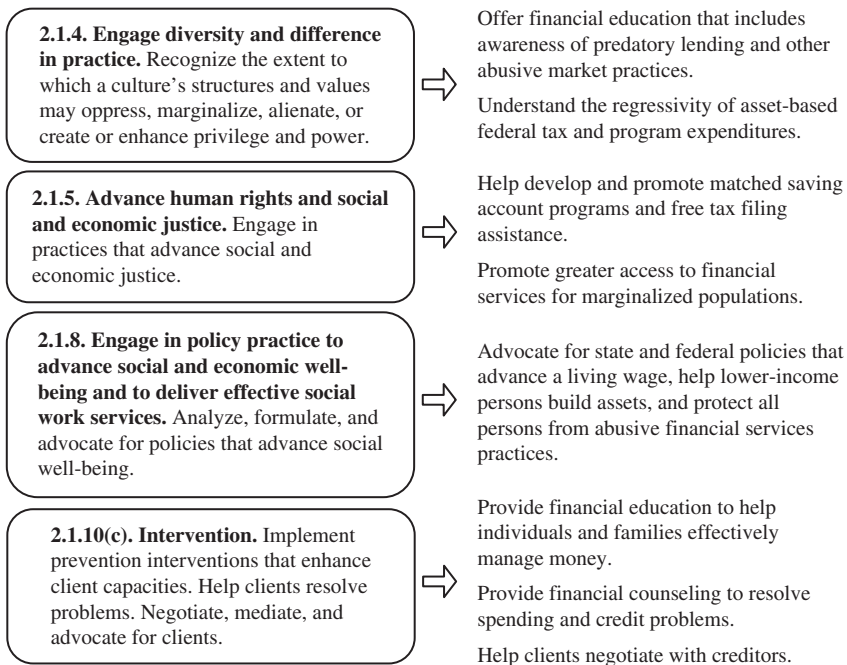 2.1.4. Engage diversity and difference
in practice. Recognize the extent to
which a culture’s structures and values
may oppress, marginalize, alienate, or
create or enhance privilege and power.
Offer financial education that includes
awareness of predatory lending and other
abusive market practices.
Understand the regressivity of asset-based
federal tax and program expenditures.
2.1.5. Advance human rights and social
and economic justice. Engage in
practices that advance social and
economic justice.
Help develop and promote matched saving
account programs and free tax filing
assistance.
Promote greater access to financial
services for marginalized populations.
2.1.8. Engage in policy practice to
advance social and economic well-
being and to deliver effective social
work services. Analyze, formulate, and
advocate for policies that advance social
well-being.
Advocate for state and federal policies that
advance a living wage, help lower-income
persons build assets, and protect all
persons from abusive financial services
practices.
2.1.10(c). Intervention. Implement
prevention interventions that enhance
client capacities. Help clients resolve
problems. Negotiate, mediate, and
advocate for clients.
Provide financial education to help
individuals and families effectively
manage money.
Provide financial counseling to resolve
spending and credit problems.
Help clients negotiate with creditors.